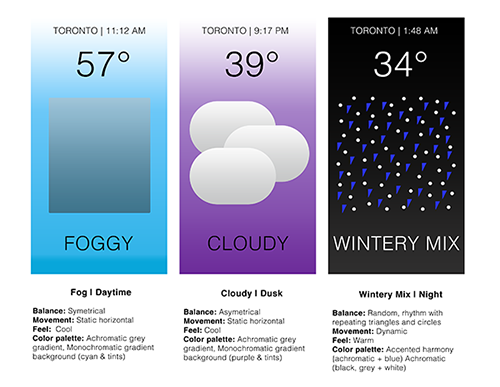 TORONTO | 11:12 AM
57°
FOGGY
TORONTO | 9:17 PM
39°
CLOUDY
TORONTO | 1:48 AM
34°
WINTERY MIX
Fog | Daytime
Balance: Symetrical
Movement: Static horizontal
Feel: Cool
Color palette: Achromatic grey
gradient, Monochromatic gradient
background (cyan & tints)
Cloudy | Dusk
Balance: Asymetrical
Movement: Static horizontal
Feel: Cool
Color palette: Achromatic grey
gradient, Monochromatic gradient
background (purple & tints)
Wintery Mix | Night
Balance: Random, rhythm with
repeating triangles and circles
Movement: Dynamic
Feel: Warm
Color palette: Accented harmony
[achromatic + blue) Achromatic
(black, grey + white)